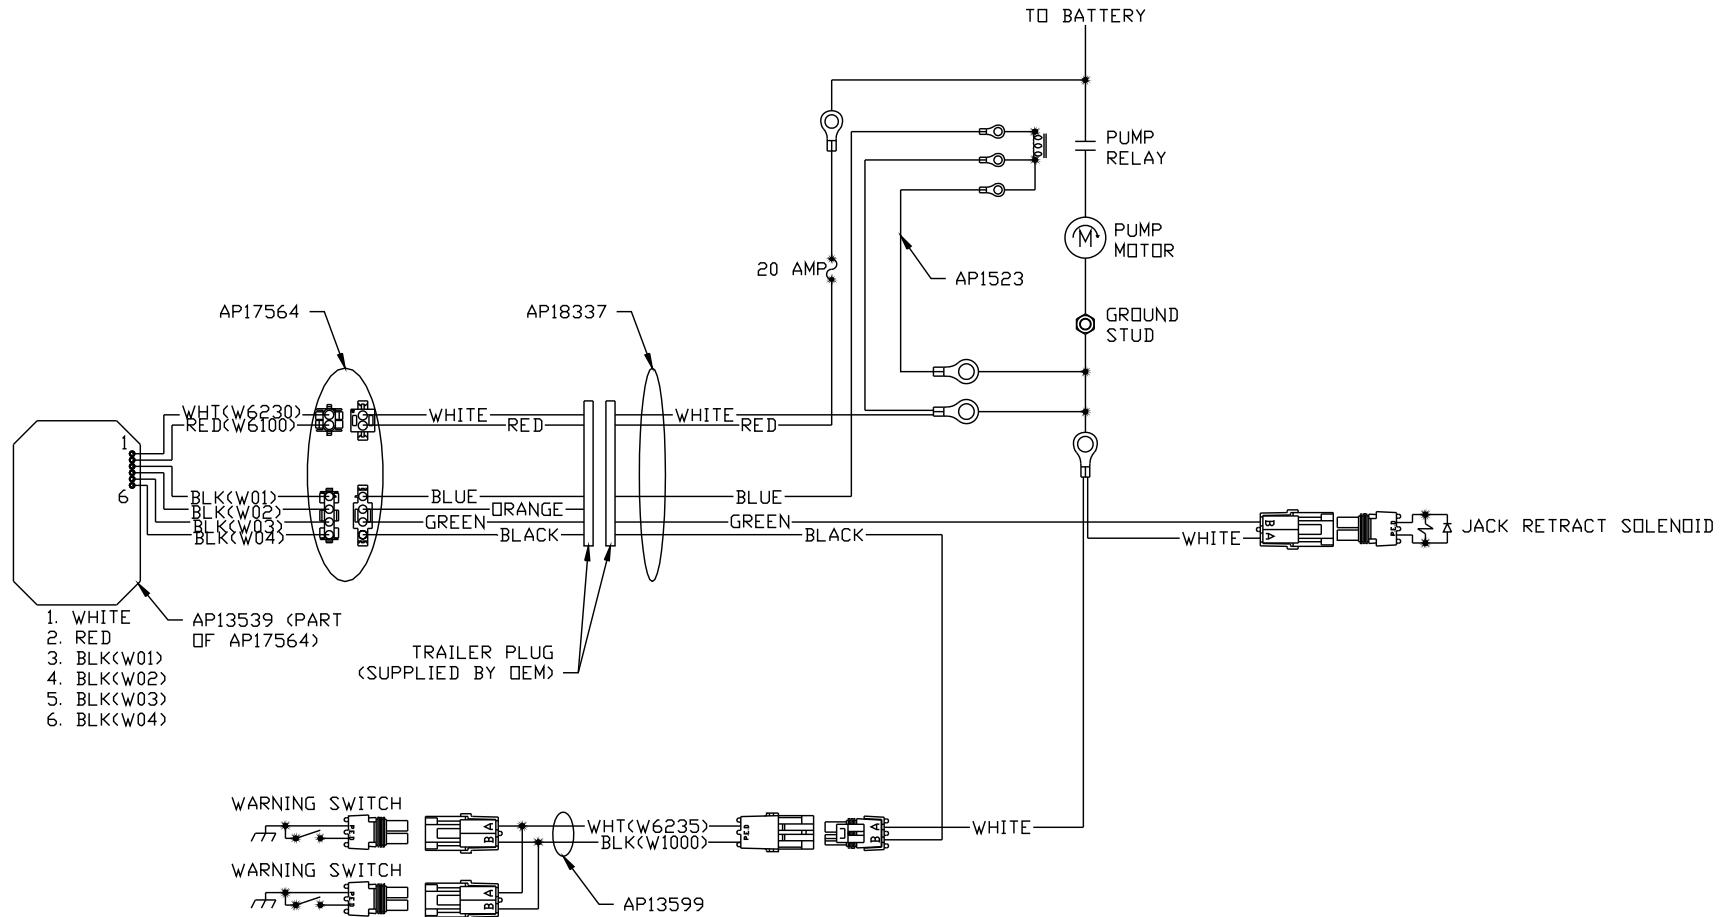 TO BATTERY
PUMP
RELAY
PUMP
MOTOR
M
20 AMP
AP1523
AP17564
AP18337
GROUND
STUD
WHT(W6230)
RED(W6100)
WHITE
RED
WHITE
RED
1
6
BLK(W01)
BLK(W02)
BLK(W03)
BLK(W04)
BLUE
ORANGE
GREEN
BLACK
BLUE
GREEN
BLACK
WHITE
B
A
P.E.D
JACK RETRACT SOLENOID
AP13539 (PART
OF AP17564)
1. WHITE
2. RED
3. BLK(W01)
4. BLK(W02)
5. BLK(W03)
6. BLK(W04)
TRAILER PLUG
(SUPPLIED BY OEM)
WARNING SWITCH
P.E.D
A
B
WHT(W6235)
BLK(W1000)
P.E.D
A
B
WHITE
WARNING SWITCH
P.E.D
A
B
AP13599